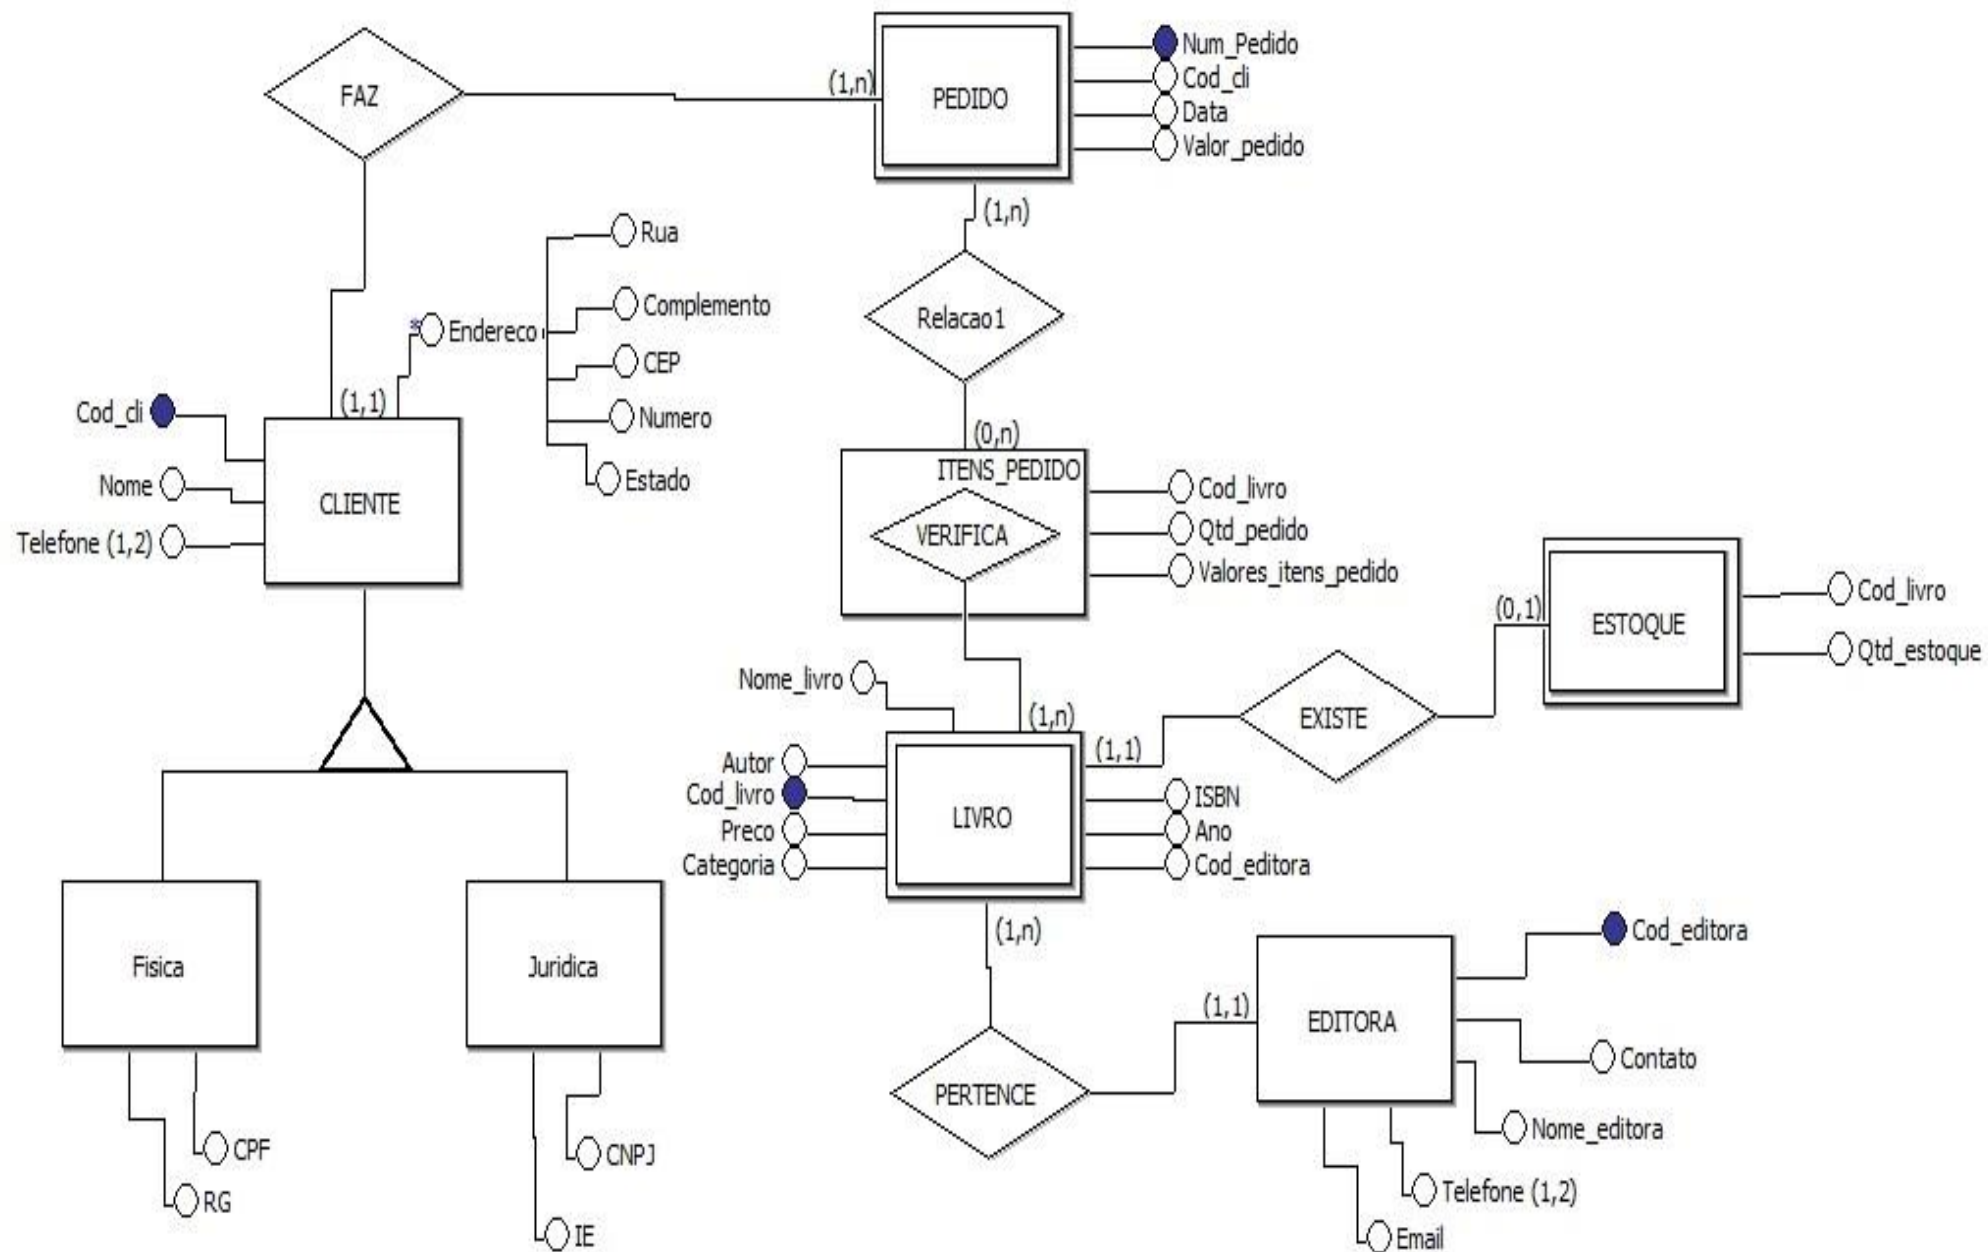 FAZ
(1,n)
PEDIDO
Num_Pedido
Cod_cli
Data
Valor_pedido
(1,n)
Relacao1
(0,n)
Rua
Complemento
Endereco
CEP
Numero
Estado
(1,1)
Cod_cli
Nome
Telefone (1,2)
CLIENTE
ITENS_PEDIDO
VERIFICA
Cod_livro
Qtd_pedido
Valores_itens_pedido
(0,1)
ESTOQUE
Cod_livro
Qtd_estoque
Nome_livro
(1,n)
(1,1)
EXISTE
Autor
Cod_livro
Preco
Categoria
LIVRO
ISBN
Ano
Cod_editora
(1,n)
Fisica
Juridica
CPF
RG
CNPJ
IE
PERTENCE
(1,1)
EDITORA
Cod_editora
Contato
Nome_editora
Telefone (1,2)
Email